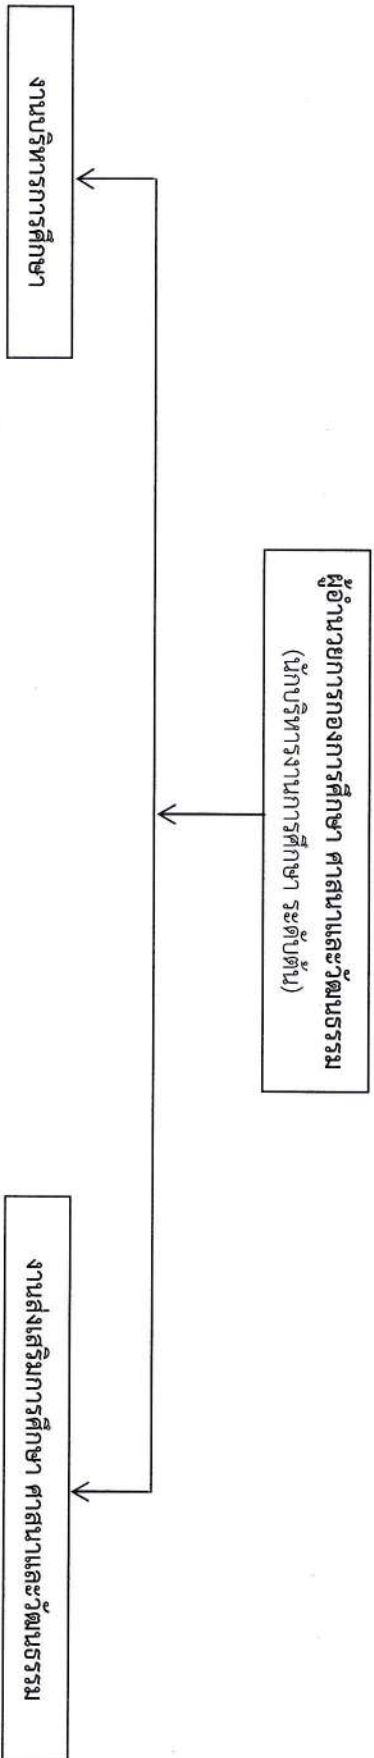 ผู้อำนวยการกองการศึกษา ศาสนาและวัฒนธรรม
(นักบริหารงานการศึกษา ระดับต้น)
งานบริหารการศึกษา
งานส่งเสริมการศึกษา ศาสนาและวัฒนธรรม